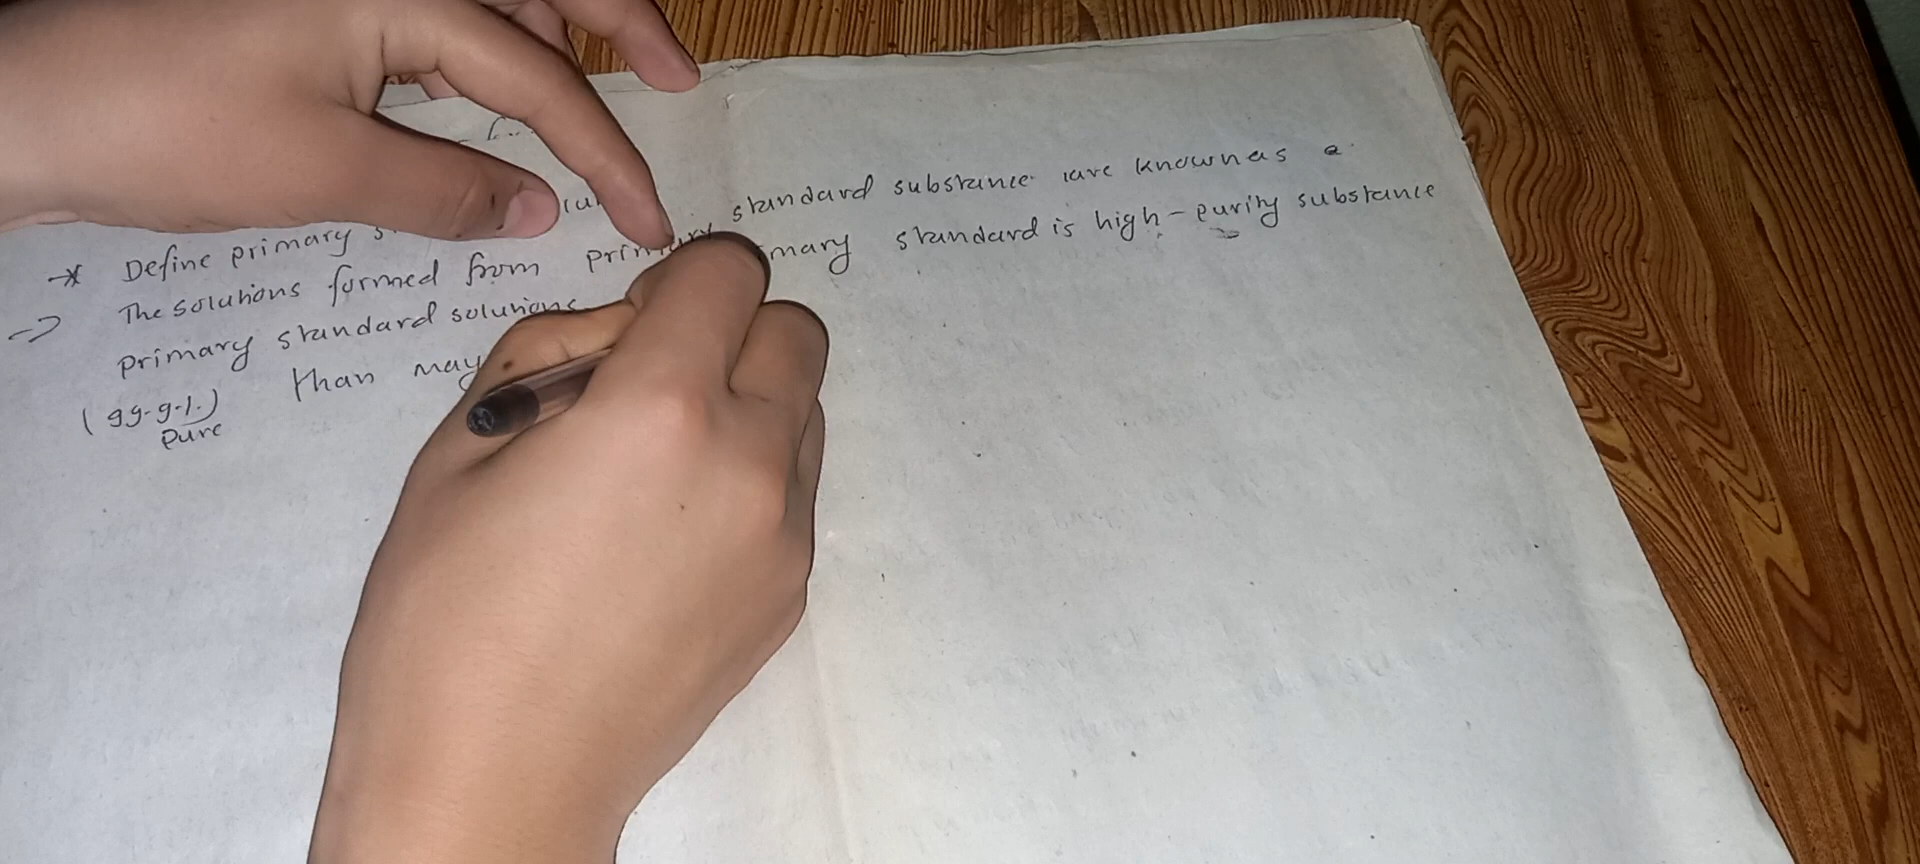 * Define primary
-> The solutions formed from primary standard substance are known as a
primary standard solutions mary standard is high-purity substance
(99.9%) than may
pure